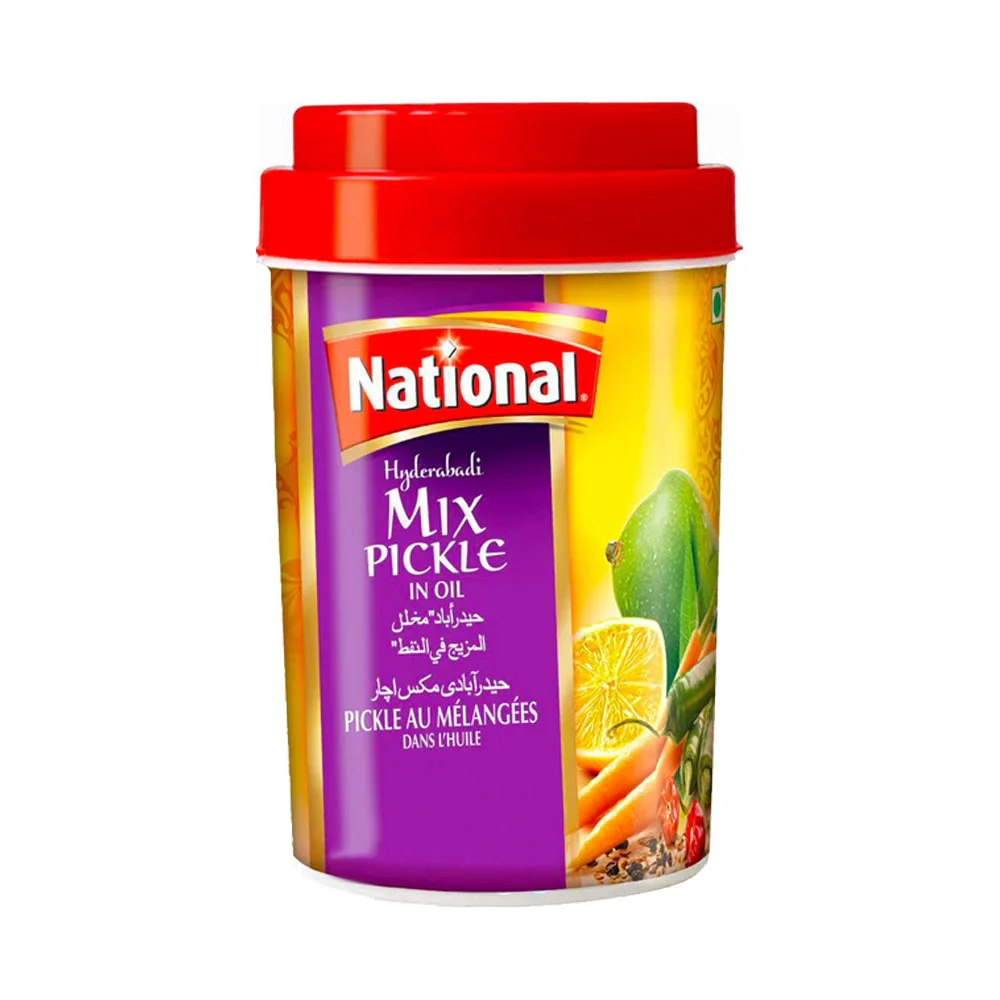 National
Hyderabadi
MIX
PICKLE
IN OIL
حيدرأباد"مخلل
المزيج في النفط"
حیدرآبادی مکس اچار
PICKLE AU MÉLANGÉES
DANS L'HUILE